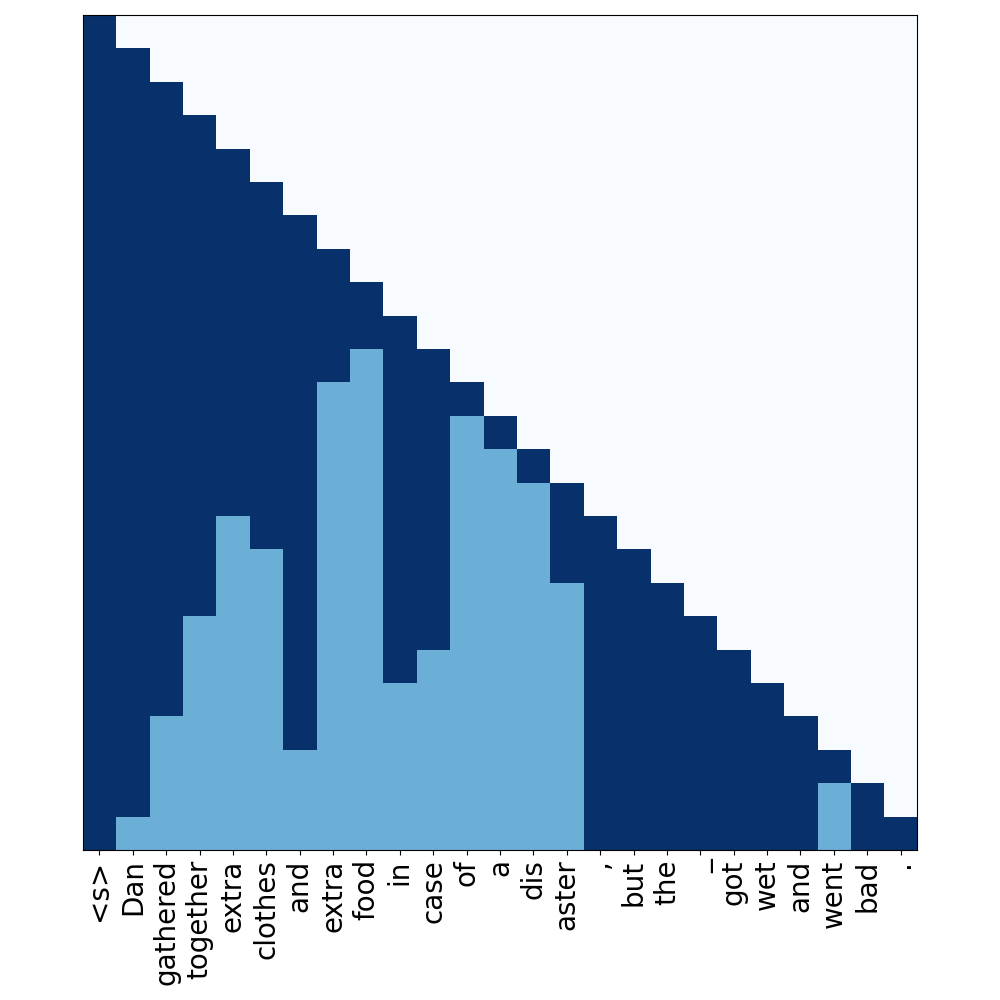 <s> Dan gathered together extra clothes and extra food in case of a dis aster , but the _ got wet and went bad .